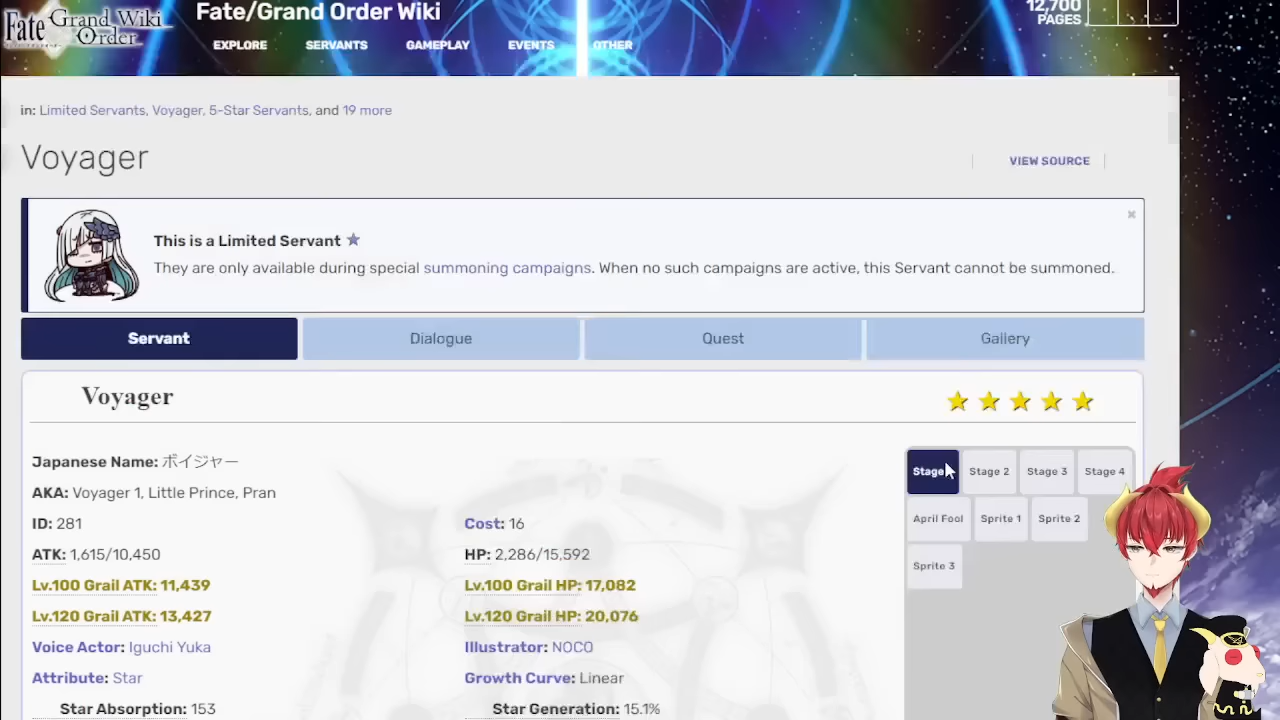 Fate Grand Wiki Order
Fate/Grand Order Wiki
12,700 PAGES
EXPLORE SERVANTS GAMEPLAY EVENTS OTHER
in: Limited Servants, Voyager, 5-Star Servants, and 19 more
Voyager
VIEW SOURCE
This is a Limited Servant
They are only available during special summoning campaigns. When no such campaigns are active, this Servant cannot be summoned.
Servant Dialogue Quest Gallery
Voyager
Japanese Name: ボイジャー
AKA: Voyager 1, Little Prince, Pran
ID: 281 Cost: 16
ATK: 1,615/10,450 HP: 2,286/15,592
Lv.100 Grail ATK: 11,439 Lv.100 Grail HP: 17,082
Lv.120 Grail ATK: 13,427 Lv.120 Grail HP: 20,076
Voice Actor: Iguchi Yuka Illustrator: NOCO
Attribute: Star Growth Curve: Linear
Star Absorption: 153 Star Generation: 15.1%
Stage Stage 2 Stage 3 Stage 4
April Fool Sprite 1 Sprite 2
Sprite 3